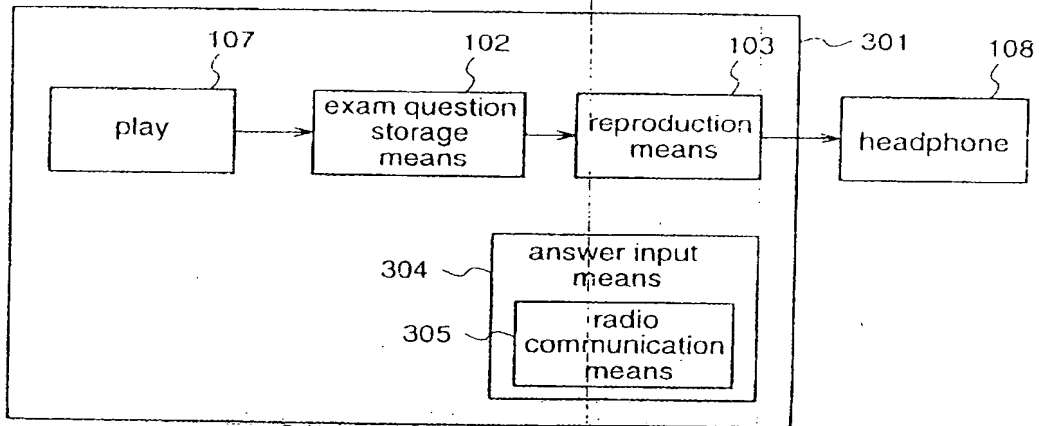 107
102
103
301
108
play
exam question
storage
means
reproduction
means
headphone
304
answer input
means
305
radio
communication
means